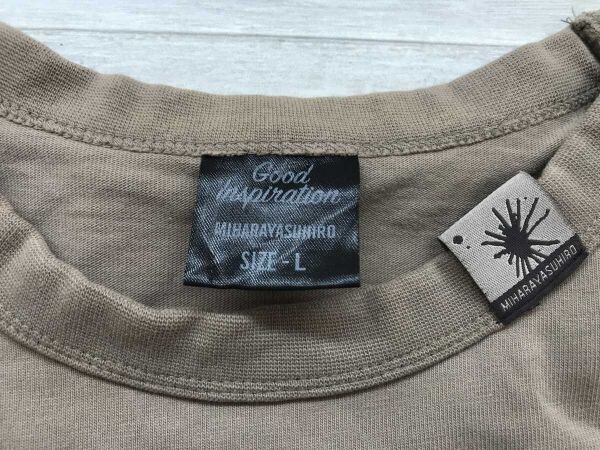 Good
Inspiration
MIHARAYASUHIRO
SIZE - L
MIHARAYASUHIRO